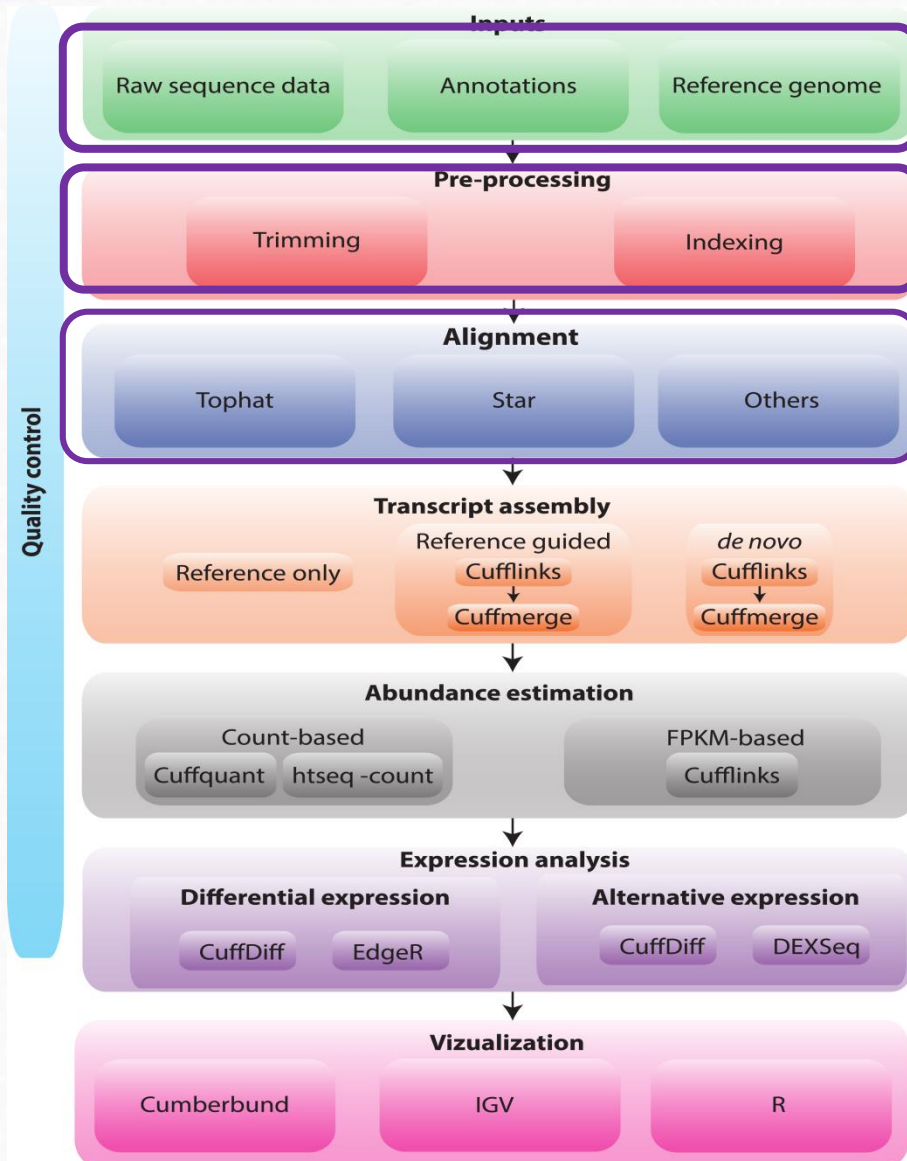 Inputs
Raw sequence data Annotations Reference genome
Pre-processing
Trimming Indexing
Alignment
Tophat Star Others
Quality control
Transcript assembly
Reference only
Reference guided
Cufflinks
Cuffmerge
de novo
Cufflinks
Cuffmerge
Abundance estimation
Count-based
Cuffquant htseq -count
FPKM-based
Cufflinks
Expression analysis
Differential expression
CuffDiff EdgeR
Alternative expression
CuffDiff DEXSeq
Vizualization
Cumberbund IGV R